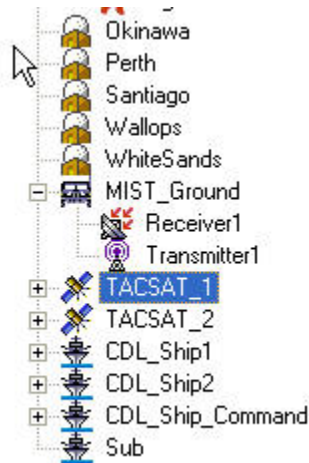 Okinawa
Perth
Santiago
Wallops
WhiteSands
MIST_Ground
Receiver1
Transmitter1
TACSAT_1
TACSAT_2
CDL_Ship1
CDL_Ship2
CDL_Ship_Command
Sub